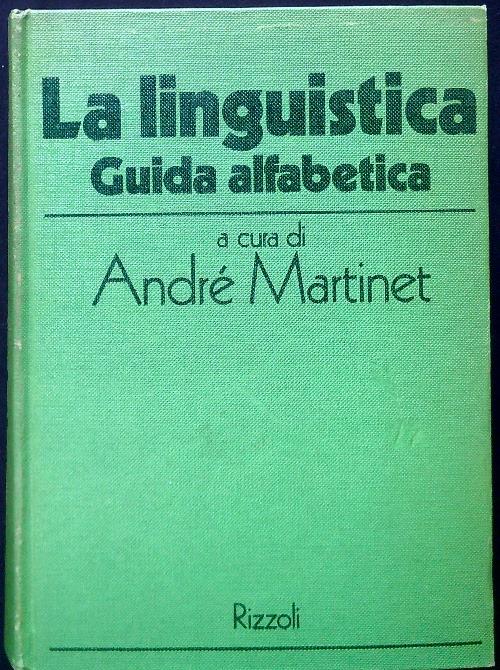 La linguistica
Guida alfabetica
a cura di
André Martinet
Rizzoli